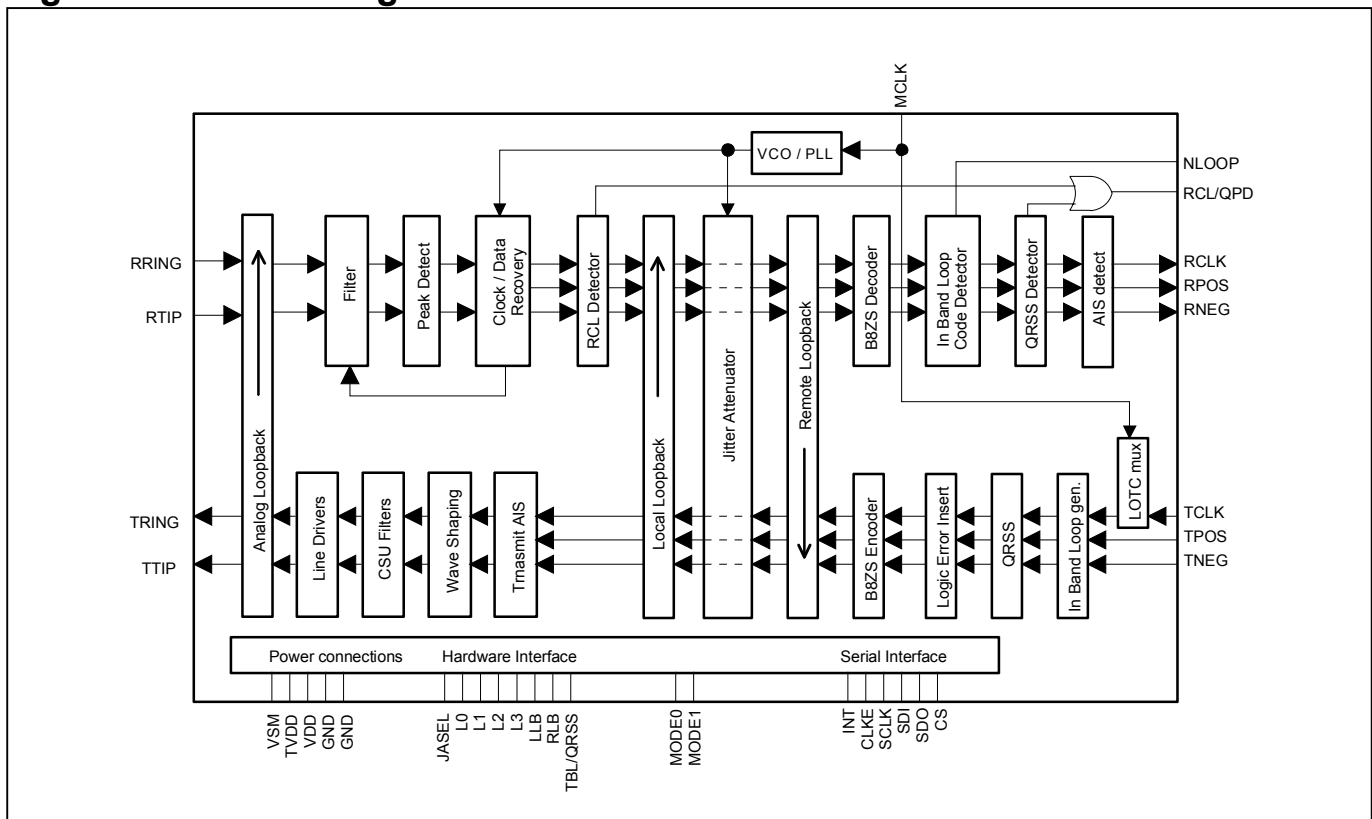 MCLK
VCO / PLL
NLOOP
RCL/QPD
RRING
RTIP
Analog Loopback
Filter
Peak Detect
Clock / Data
Recovery
RCL Detector
Local Loopback
Jitter Attenuator
Remote Loopback
B8ZS Decoder
In Band Loop
Code Detector
QRSS Detector
AIS detect
RCLK
RPOS
RNEG
LOTC mux
TRING
TTIP
Line Drivers
CSU Filters
Wave Shaping
Trnasmit AIS
B8ZS Encoder
Logic Error Insert
QRSS
In Band Loop gen.
TCLK
TPOS
TNEG
Power connections
Hardware Interface
Serial Interface
VSM
TVDD
VDD
GND
GND
JASEL
L0
L1
L2
L3
LLB
RLB
TBL/QRSS
MODE0
MODE1
INT
CLKE
SCLK
SDI
SDO
CS